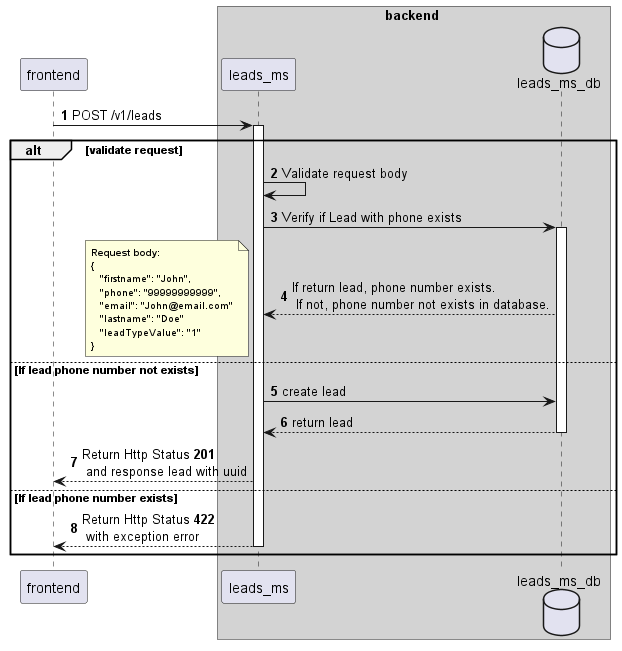 backend
frontend
leads_ms
leads_ms_db
1 POST /v1/leads
alt
[validate request]
2 Validate request body
3 Verify if Lead with phone exists
Request body:
{
"firstname": "John",
"phone": "99999999999",
"email": "John@email.com"
"lastname": "Doe"
"leadTypeValue": "1"
}
4 If return lead, phone number exists.
If not, phone number not exists in database.
[If lead phone number not exists]
5 create lead
6 return lead
7 Return Http Status 201
and response lead with uuid
[If lead phone number exists]
8 Return Http Status 422
with exception error
frontend
leads_ms
leads_ms_db